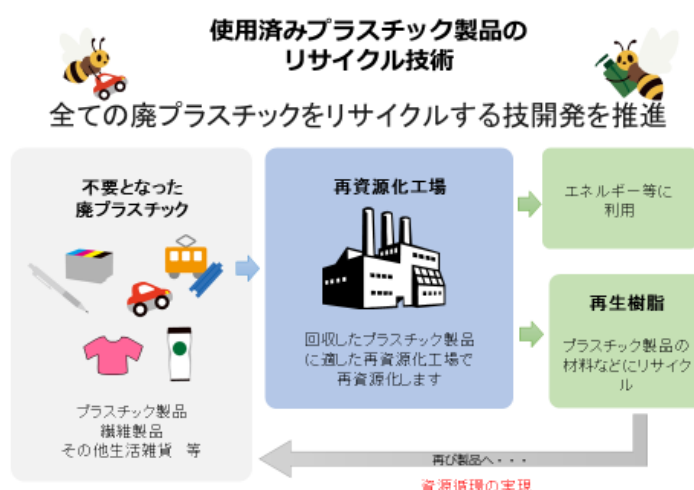 使用済みプラスチック製品の
リサイクル技術
全ての廃プラスチックをリサイクルする技開発を推進
不要となった
廃プラスチック
プラスチック製品
繊維製品
その他生活雑貨　等
再資源化工場
回収したプラスチック製品
に適した再資源化工場で
再資源化します
エネルギー等に
利用
再生樹脂
プラスチック製品の
材料などにリサイク
ル
再び製品へ・・・
資源循環の実現